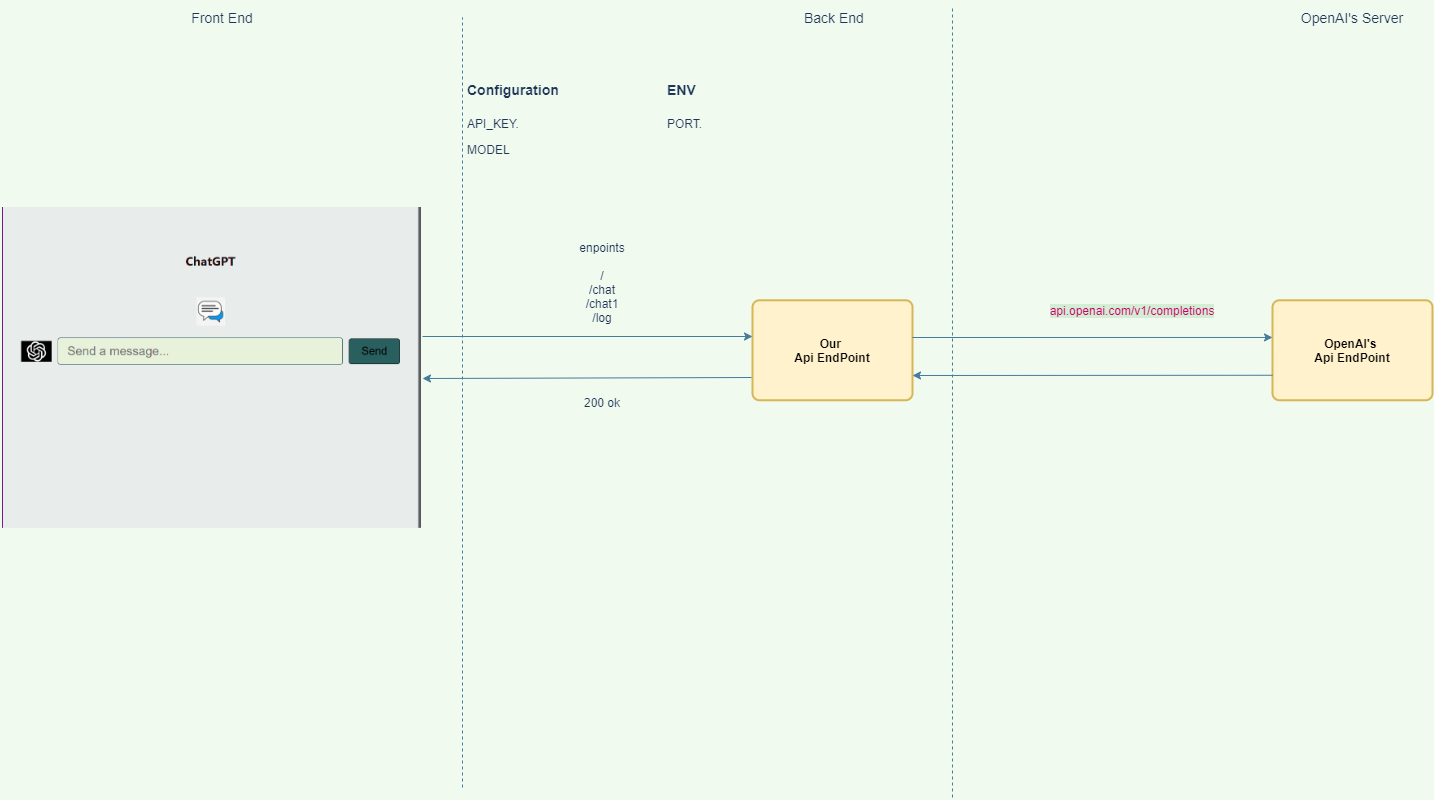 Front End
Back End
OpenAI's Server
Configuration
ENV
API_KEY.
PORT.
MODEL
ChatGPT
Send a message...
Send
enpoints
/
/chat
/chat1
/log
200 ok
Our
Api EndPoint
api.openai.com/v1/completions
OpenAI's
Api EndPoint